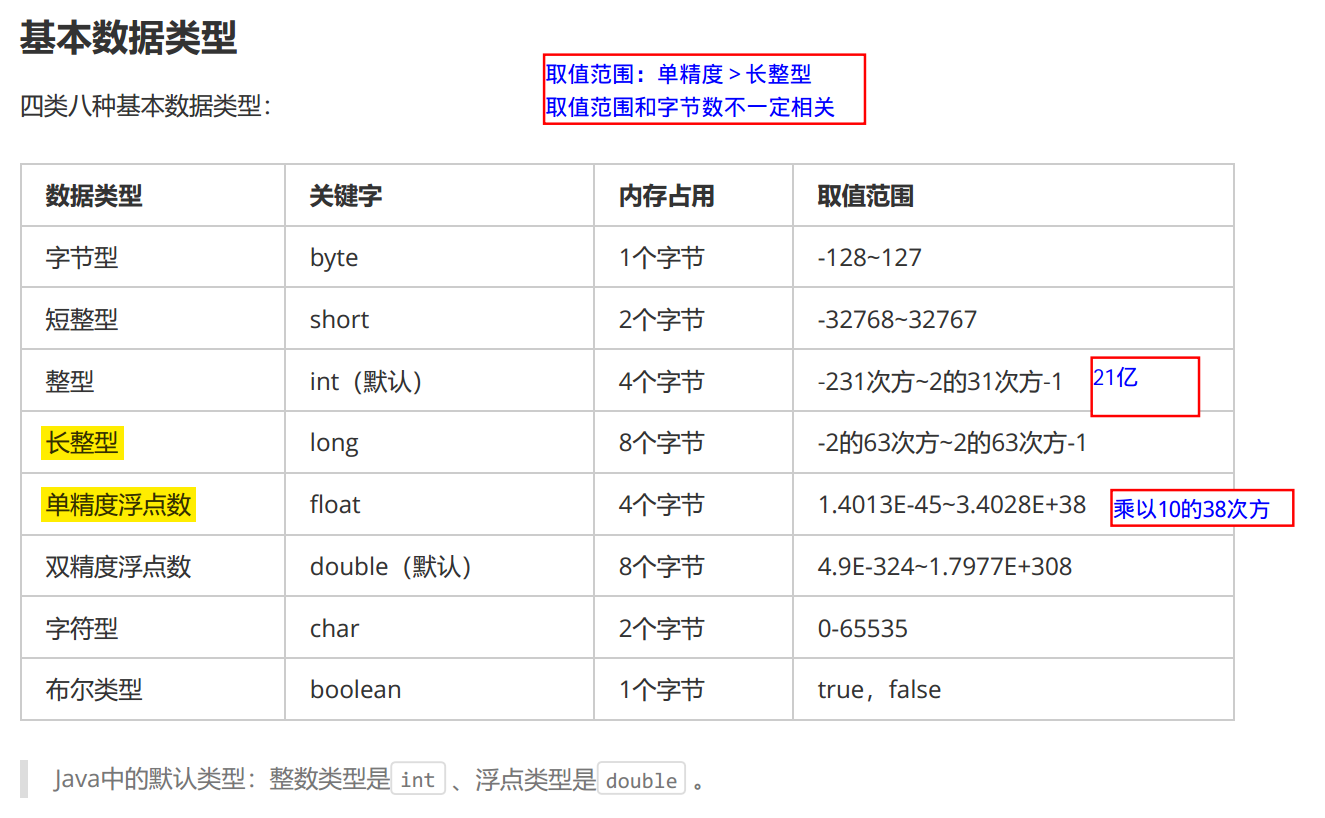 基本数据类型
取值范围：单精度 > 长整型
取值范围和字节数不一定相关
四类八种基本数据类型：
数据类型 关键字 内存占用 取值范围
字节型 byte 1个字节 -128~127
短整型 short 2个字节 -32768~32767
整型 int（默认） 4个字节 -231次方~2的31次方-1 21亿
长整型 long 8个字节 -2的63次方~2的63次方-1
单精度浮点数 float 4个字节 1.4013E-45~3.4028E+38 乘以10的38次方
双精度浮点数 double（默认） 8个字节 4.9E-324~1.7977E+308
字符型 char 2个字节 0-65535
布尔类型 boolean 1个字节 true，false
Java中的默认类型：整数类型是 int 、浮点类型是 double 。